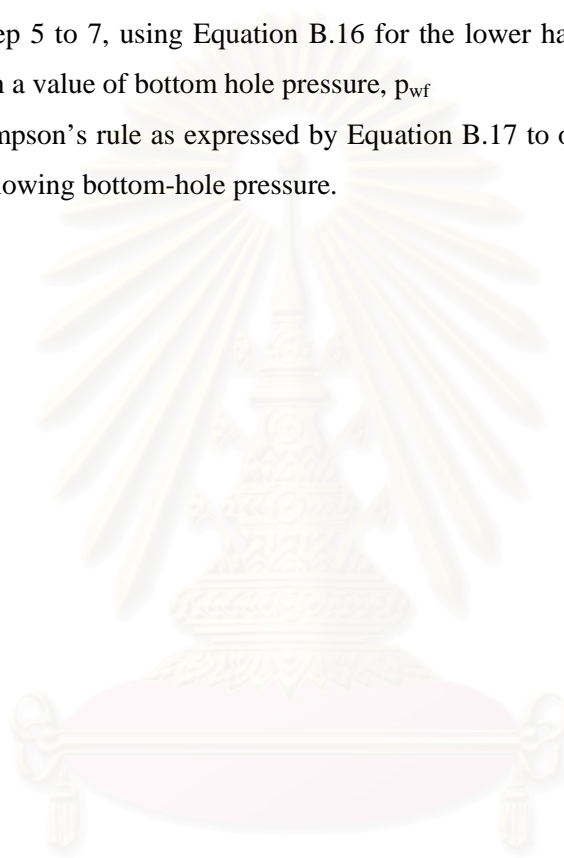 ep 5 to 7, using Equation B.16 for the lower ha
n a value of bottom hole pressure, pwf
mpson's rule as expressed by Equation B.17 to o
lowing bottom-hole pressure.